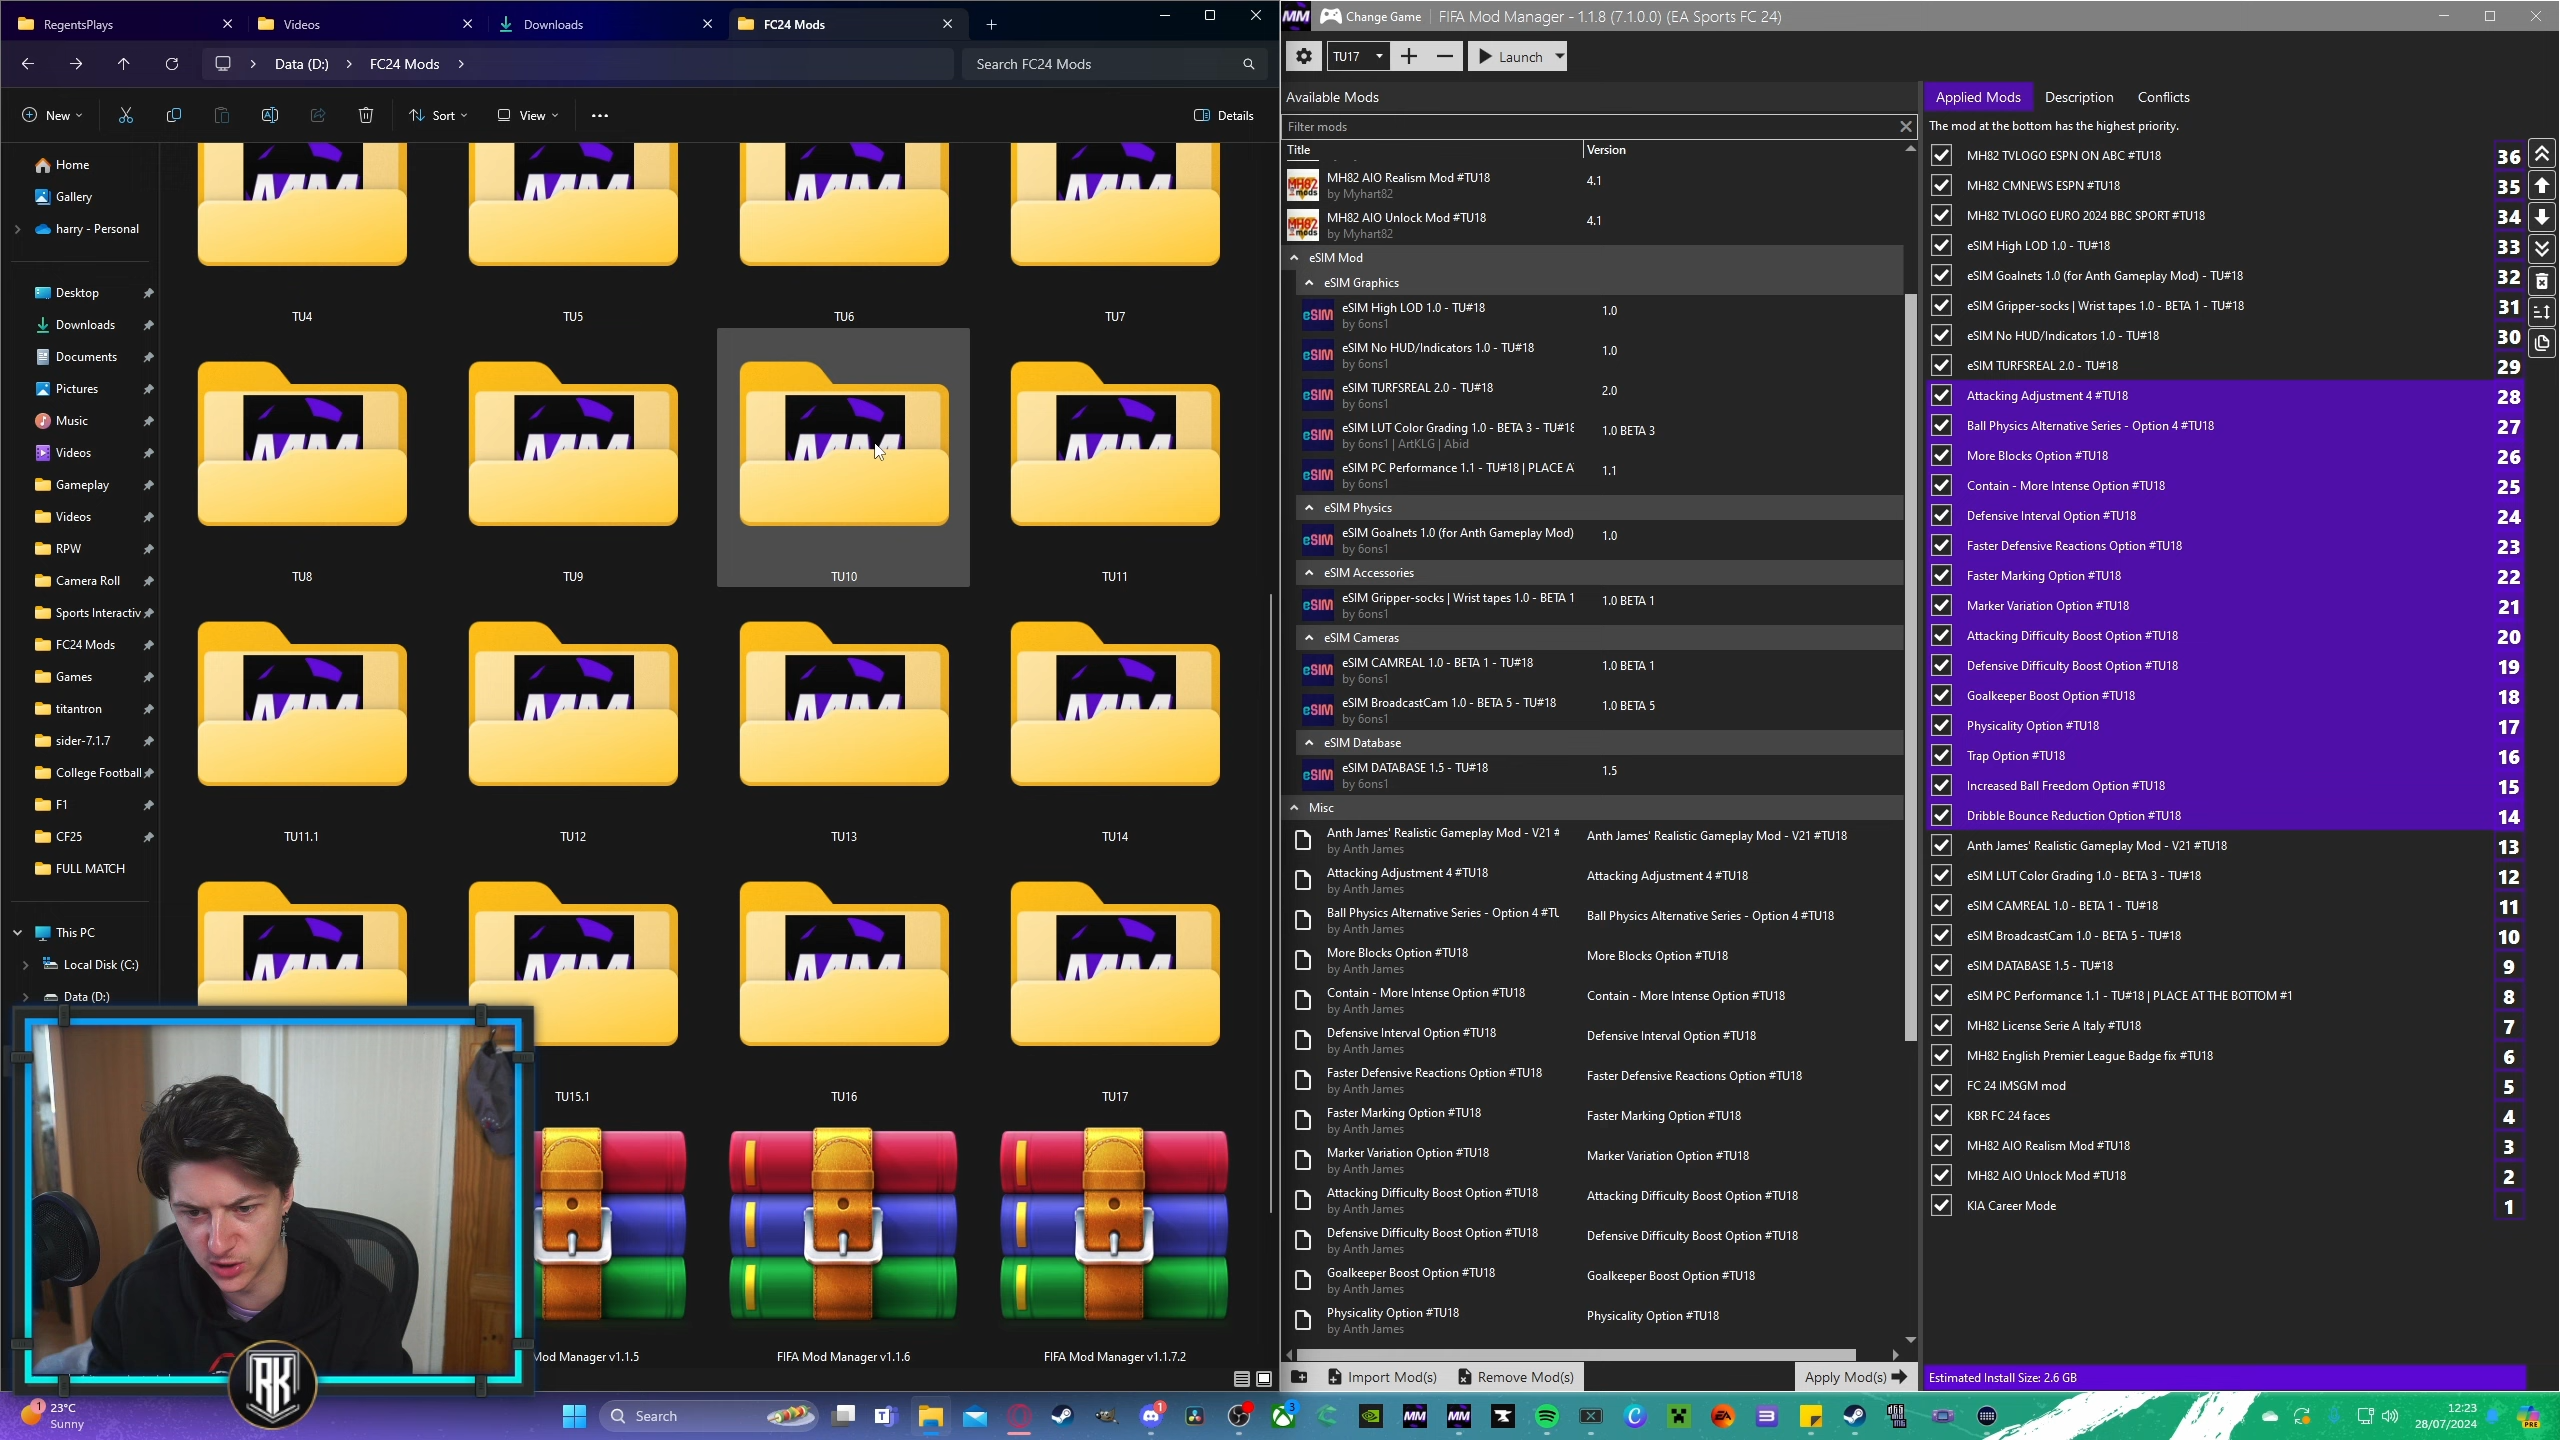 RegentsPlays
Videos
Downloads
FC24 Mods
Data (D:)
FC24 Mods
Search FC24 Mods
New
Sort
View
Details
Home
Gallery
harry - Personal
Desktop
Downloads
Documents
Pictures
Music
Videos
Gameplay
Videos
RPW
Camera Roll
Sports Interactiv
FC24 Mods
Games
titantron
sider-7.1.7
College Football
F1
CF25
FULL MATCH
This PC
Local Disk (C:)
Data (D:)
TU4
TU5
TU6
TU7
TU8
TU9
TU10
TU11
TU11.1
TU12
TU13
TU14
TU15.1
TU16
TU17
Mod Manager v1.1.5
FIFA Mod Manager v1.1.6
FIFA Mod Manager v1.1.7.2
RK
MM
Change Game
FIFA Mod Manager - 1.1.8 (7.1.0.0) (EA Sports FC 24)
TU17
Launch
Available Mods
Filter mods
Title
Version
MH82 AIO Realism Mod #TU18
4.1
by Myhart82
MH82 AIO Unlock Mod #TU18
4.1
by Myhart82
eSIM Mod
eSIM Graphics
eSIM High LOD 1.0 - TU#18
1.0
by 6ons1
eSIM No HUD/Indicators 1.0 - TU#18
1.0
by 6ons1
eSIM TURFSREAL 2.0 - TU#18
2.0
by 6ons1
eSIM LUT Color Grading 1.0 - BETA 3 - TU#18
1.0 BETA 3
by 6ons1 | ArtKLG | Abid
eSIM PC Performance 1.1 - TU#18 | PLACE A
1.1
by 6ons1
eSIM Physics
eSIM Goalnets 1.0 (for Anth Gameplay Mod)
1.0
by 6ons1
eSIM Accessories
eSIM Gripper-socks | Wrist tapes 1.0 - BETA 1
1.0 BETA 1
by 6ons1
eSIM Cameras
eSIM CAMREAL 1.0 - BETA 1 - TU#18
1.0 BETA 1
by 6ons1
eSIM BroadcastCam 1.0 - BETA 5 - TU#18
1.0 BETA 5
by 6ons1
eSIM Database
eSIM DATABASE 1.5 - TU#18
1.5
by 6ons1
Misc
Anth James' Realistic Gameplay Mod - V21 #
Anth James' Realistic Gameplay Mod - V21 #TU18
by Anth James
Attacking Adjustment 4 #TU18
Attacking Adjustment 4 #TU18
by Anth James
Ball Physics Alternative Series - Option 4 #TU
Ball Physics Alternative Series - Option 4 #TU18
by Anth James
More Blocks Option #TU18
More Blocks Option #TU18
by Anth James
Contain - More Intense Option #TU18
Contain - More Intense Option #TU18
by Anth James
Defensive Interval Option #TU18
Defensive Interval Option #TU18
by Anth James
Faster Defensive Reactions Option #TU18
Faster Defensive Reactions Option #TU18
by Anth James
Faster Marking Option #TU18
Faster Marking Option #TU18
by Anth James
Marker Variation Option #TU18
Marker Variation Option #TU18
by Anth James
Attacking Difficulty Boost Option #TU18
Attacking Difficulty Boost Option #TU18
by Anth James
Defensive Difficulty Boost Option #TU18
Defensive Difficulty Boost Option #TU18
by Anth James
Goalkeeper Boost Option #TU18
Goalkeeper Boost Option #TU18
by Anth James
Physicality Option #TU18
Physicality Option #TU18
by Anth James
Import Mod(s)
Remove Mod(s)
Apply Mod(s)
Applied Mods
Description
Conflicts
The mod at the bottom has the highest priority.
MH82 TVLOGO ESPN ON ABC #TU18 36
MH82 CMNEWS ESPN #TU18 35
MH82 TVLOGO EURO 2024 BBC SPORT #TU18 34
eSIM High LOD 1.0 - TU#18 33
eSIM Goalnets 1.0 (for Anth Gameplay Mod) - TU#18 32
eSIM Gripper-socks | Wrist tapes 1.0 - BETA 1 - TU#18 31
eSIM No HUD/Indicators 1.0 - TU#18 30
eSIM TURFSREAL 2.0 - TU#18 29
Attacking Adjustment 4 #TU18 28
Ball Physics Alternative Series - Option 4 #TU18 27
More Blocks Option #TU18 26
Contain - More Intense Option #TU18 25
Defensive Interval Option #TU18 24
Faster Defensive Reactions Option #TU18 23
Faster Marking Option #TU18 22
Marker Variation Option #TU18 21
Attacking Difficulty Boost Option #TU18 20
Defensive Difficulty Boost Option #TU18 19
Goalkeeper Boost Option #TU18 18
Physicality Option #TU18 17
Trap Option #TU18 16
Increased Ball Freedom Option #TU18 15
Dribble Bounce Reduction Option #TU18 14
Anth James' Realistic Gameplay Mod - V21 #TU18 13
eSIM LUT Color Grading 1.0 - BETA 3 - TU#18 12
eSIM CAMREAL 1.0 - BETA 1 - TU#18 11
eSIM BroadcastCam 1.0 - BETA 5 - TU#18 10
eSIM DATABASE 1.5 - TU#18 9
eSIM PC Performance 1.1 - TU#18 | PLACE AT THE BOTTOM #1 8
MH82 License Serie A Italy #TU18 7
MH82 English Premier League Badge fix #TU18 6
FC 24 IMSGM mod 5
KBR FC 24 faces 4
MH82 AIO Realism Mod #TU18 3
MH82 AIO Unlock Mod #TU18 2
KIA Career Mode 1
Estimated Install Size: 2.6 GB
23°C
Sunny
Search
12:23
28/07/2024